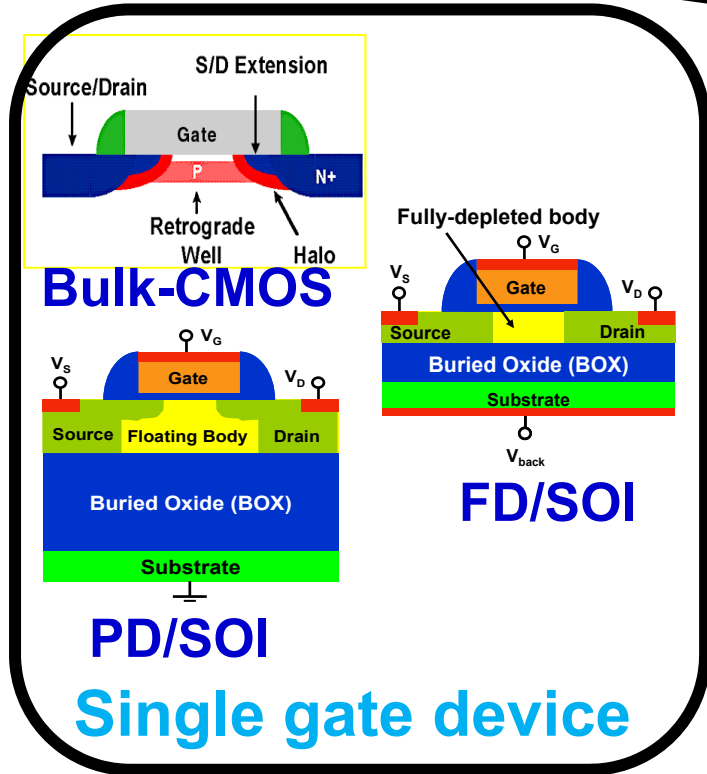 S/D Extension
Source/Drain
Gate
P
N+
Retrograde
Well
Halo
Bulk-CMOS
Fully-depleted body
VG
VS
Gate
VD
Source
Drain
Buried Oxide (BOX)
Substrate
Vback
FD/SOI
VG
VS
Gate
VD
Source
Floating Body
Drain
Buried Oxide (BOX)
Substrate
PD/SOI
Single gate device